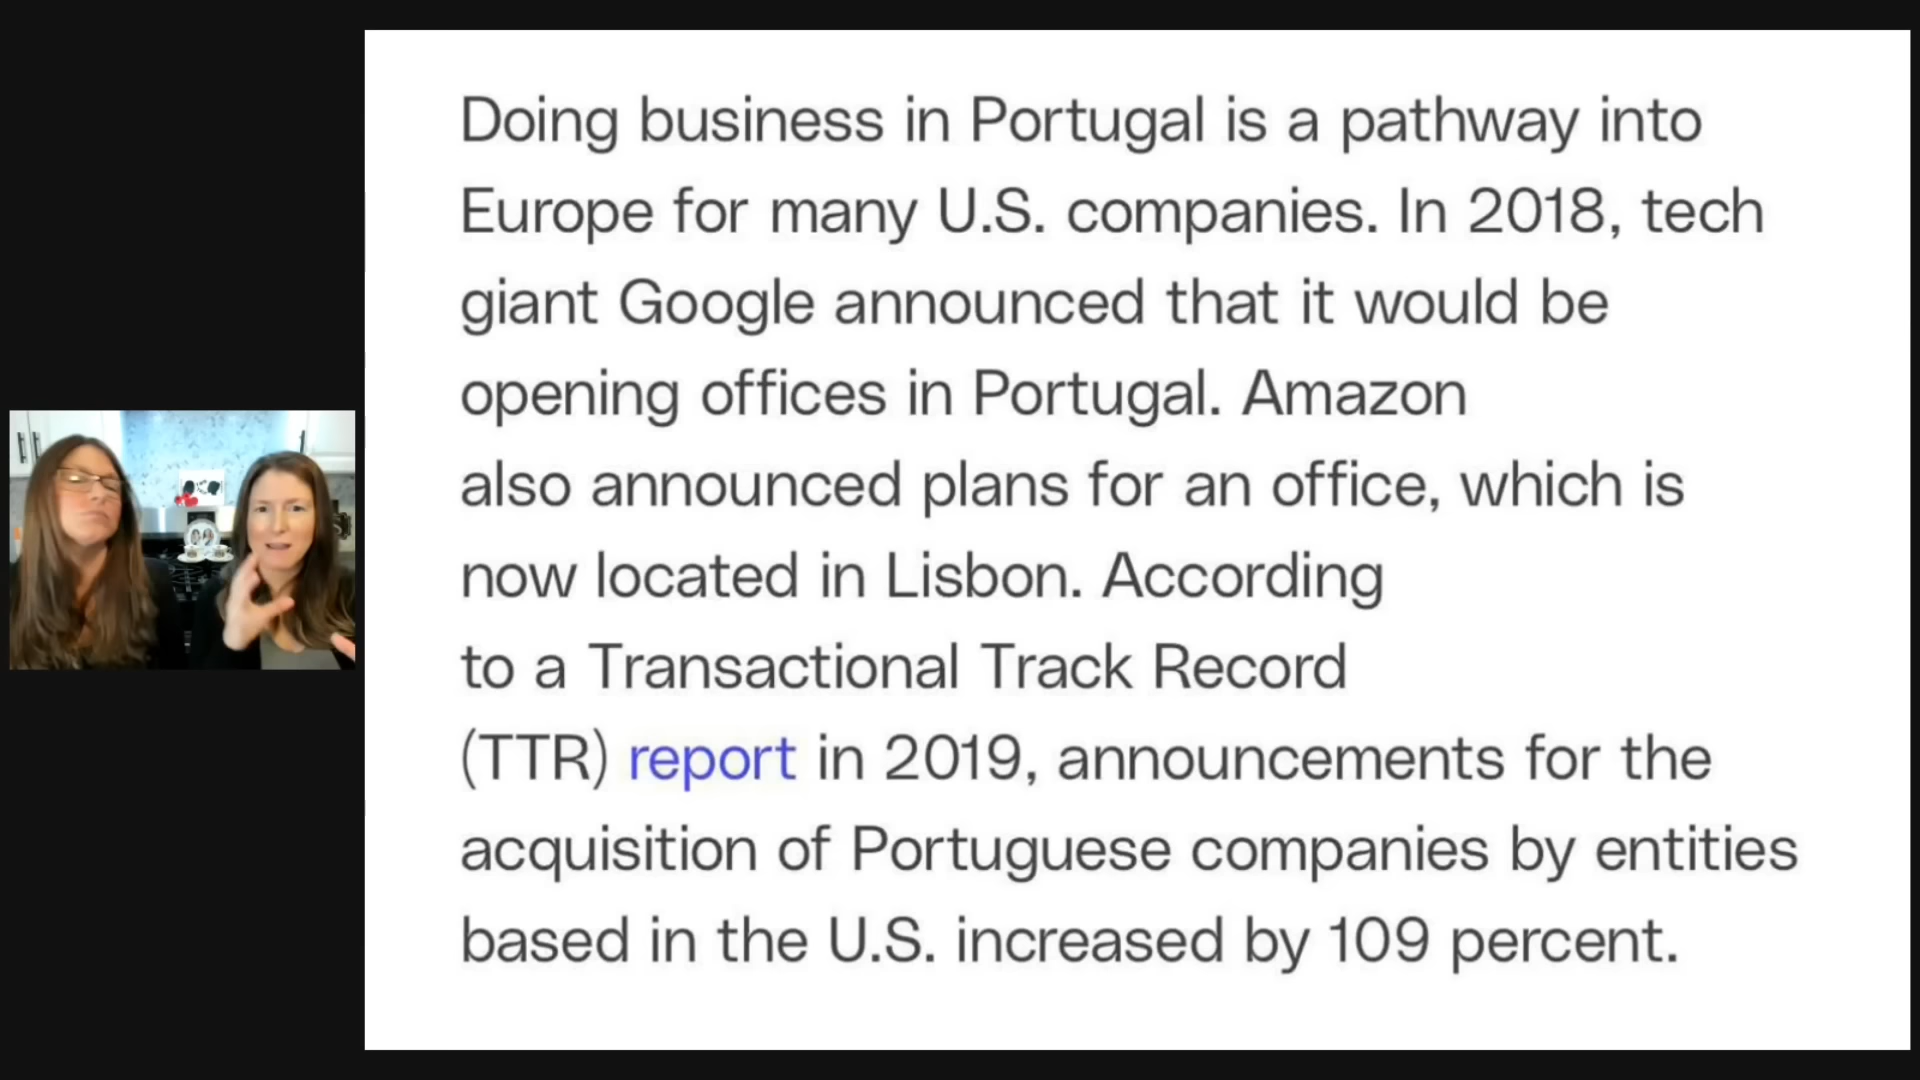 Doing business in Portugal is a pathway into
Europe for many U.S. companies. In 2018, tech
giant Google announced that it would be
opening offices in Portugal. Amazon
also announced plans for an office, which is
now located in Lisbon. According
to a Transactional Track Record
(TTR) report in 2019, announcements for the
acquisition of Portuguese companies by entities
based in the U.S. increased by 109 percent.